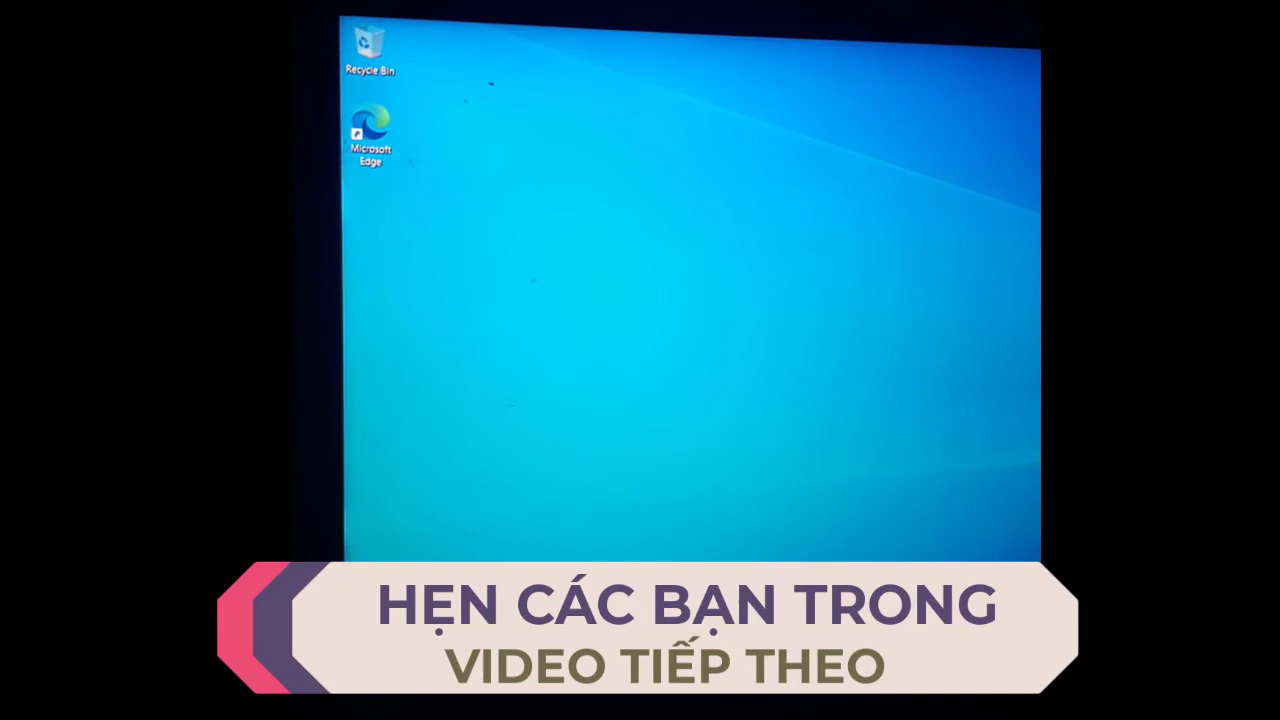 Recycle Bin
Microsoft
Edge
HẸN CÁC BẠN TRONG
VIDEO TIẾP THEO